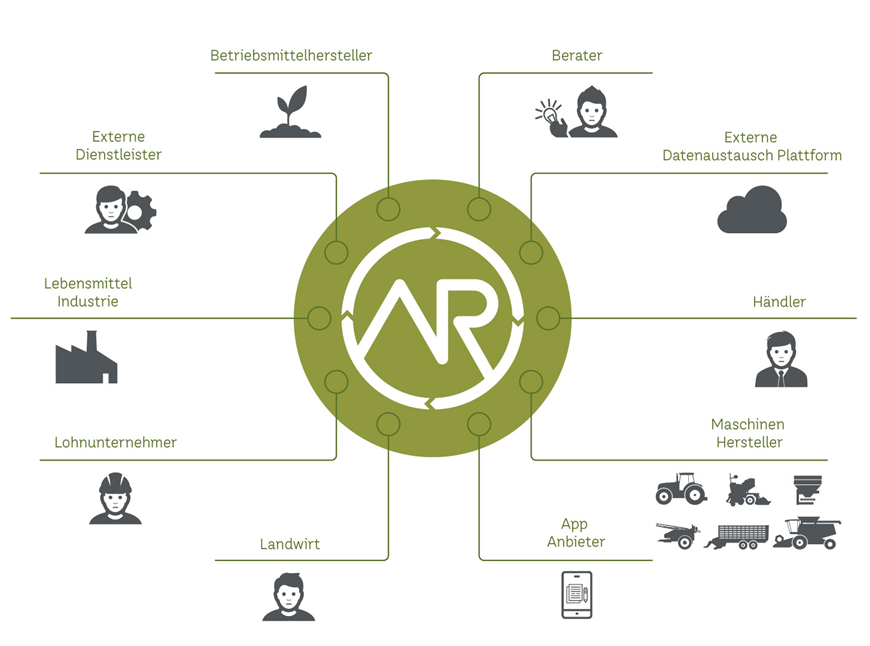 Betriebsmittelhersteller
Berater
Externe
Dienstleister
Externe
Datenaustausch Plattform
Lebensmittel
Industrie
Händler
AR
Lohnunternehmer
Maschinen
Hersteller
Landwirt
App
Anbieter